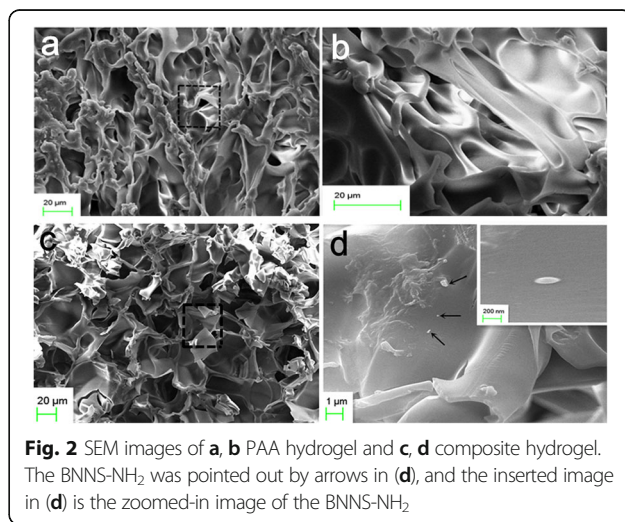 a
b
20 µm
20 µm
c
d
200 nm
20 µm
1 µm
Fig. 2 SEM images of a, b PAA hydrogel and c, d composite hydrogel.
The BNNS-NH₂ was pointed out by arrows in (d), and the inserted image
in (d) is the zoomed-in image of the BNNS-NH₂